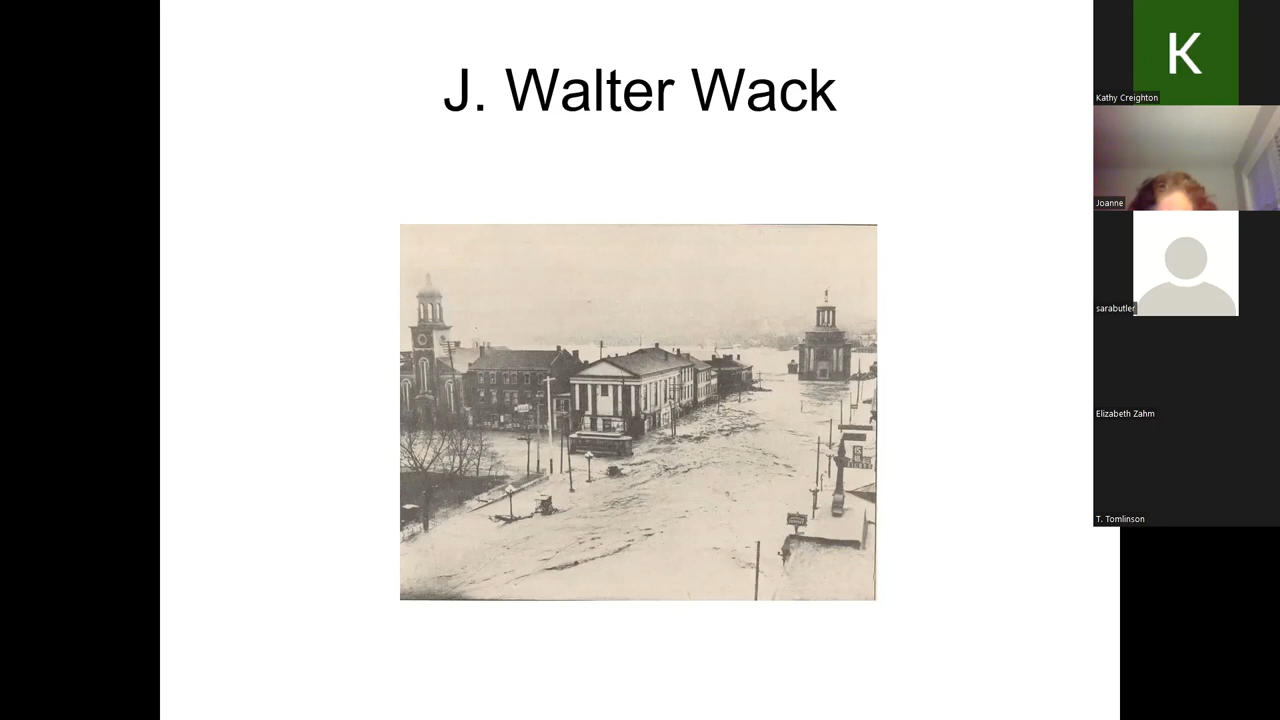 J. Walter Wack
K
Kathy Creighton
Joanne
sarabutler
Elizabeth Zahm
T. Tomlinson